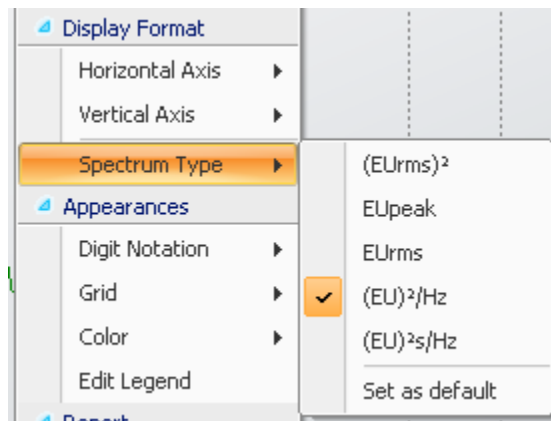 Display Format
Horizontal Axis
Vertical Axis
Spectrum Type
Appearances
Digit Notation
Grid
Color
Edit Legend
Report
(EUrms)²
EUpeak
EUrms
(EU)²/Hz
(EU)²s/Hz
Set as default